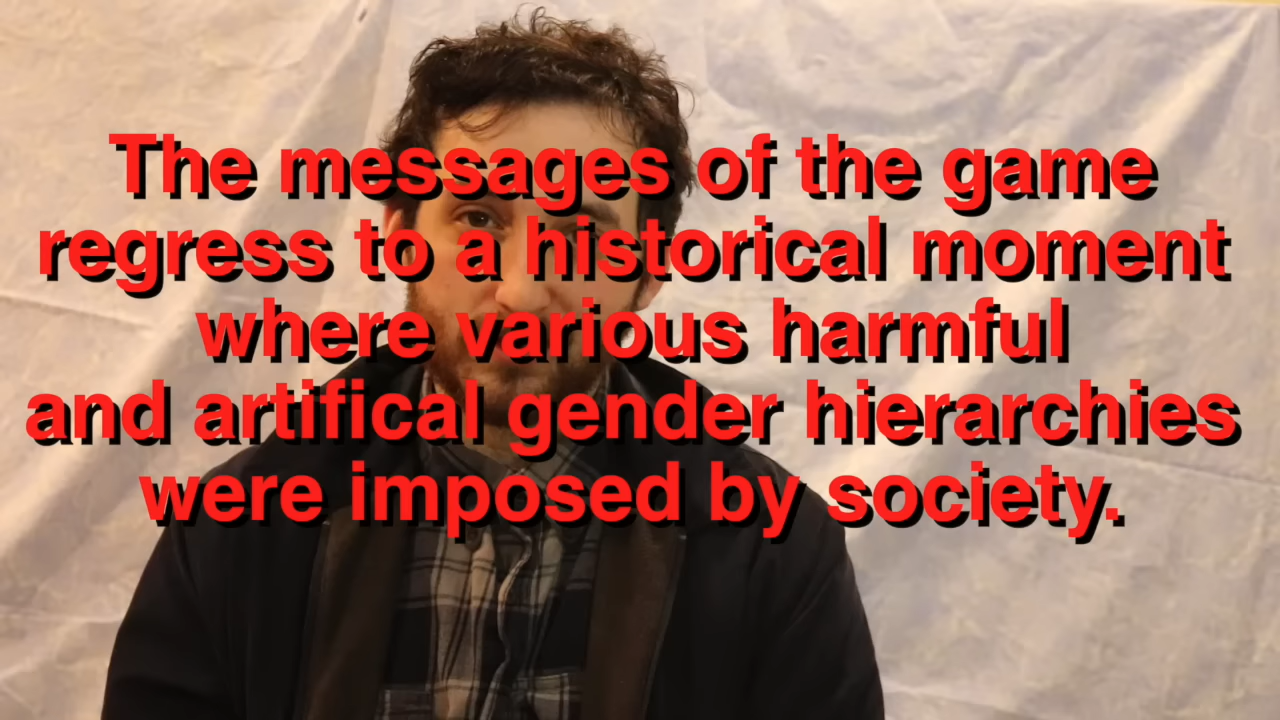 The messages of the game
regress to a historical moment
where various harmful
and artifical gender hierarchies
were imposed by society.